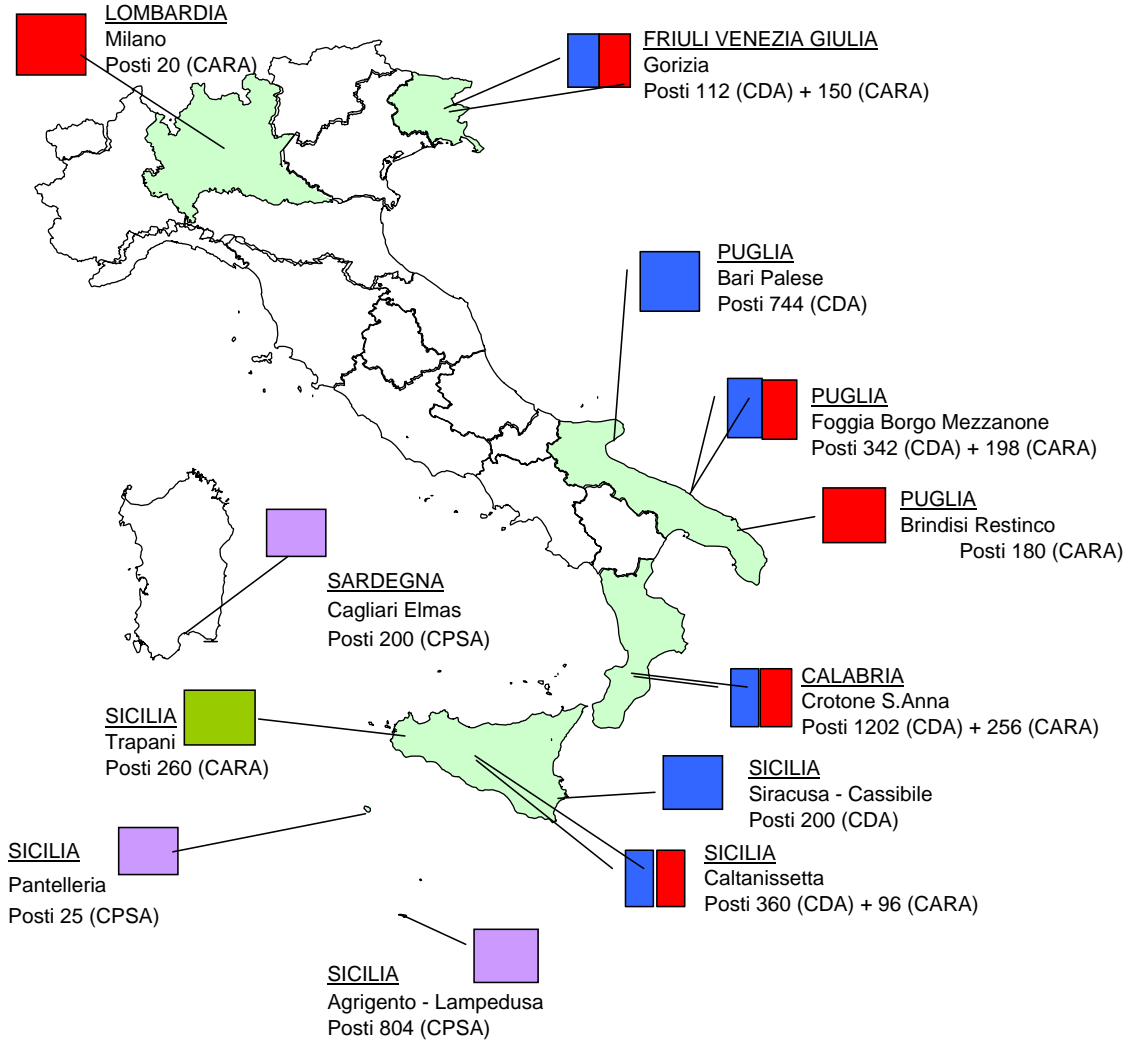 LOMBARDIA
Milano
Posti 20 (CARA)
FRIULI VENEZIA GIULIA
Gorizia
Posti 112 (CDA) + 150 (CARA)
PUGLIA
Bari Palese
Posti 744 (CDA)
PUGLIA
Foggia Borgo Mezzanone
Posti 342 (CDA) + 198 (CARA)
PUGLIA
Brindisi Restinco
Posti 180 (CARA)
SARDEGNA
Cagliari Elmas
Posti 200 (CPSA)
CALABRIA
Crotone S.Anna
Posti 1202 (CDA) + 256 (CARA)
SICILIA
Trapani
Posti 260 (CARA)
SICILIA
Siracusa - Cassibile
Posti 200 (CDA)
SICILIA
Pantelleria
Posti 25 (CPSA)
SICILIA
Caltanissetta
Posti 360 (CDA) + 96 (CARA)
SICILIA
Agrigento - Lampedusa
Posti 804 (CPSA)